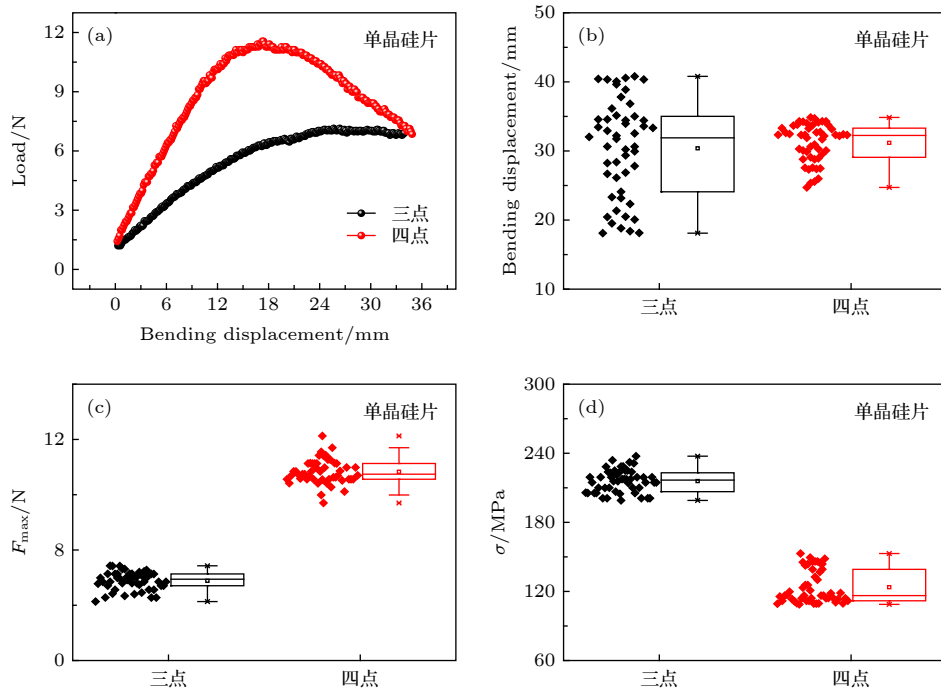 (a)
单晶硅片
Load/N
12
9
6
3
0
三点
四点
0 6 12 18 24 30 36
Bending displacement/mm
(b)
单晶硅片
Bending displacement/mm
50
40
30
20
10
三点 四点
(c)
单晶硅片
Fmax/N
12
8
4
0
三点 四点
(d)
单晶硅片
σ/MPa
300
240
180
120
60
三点 四点